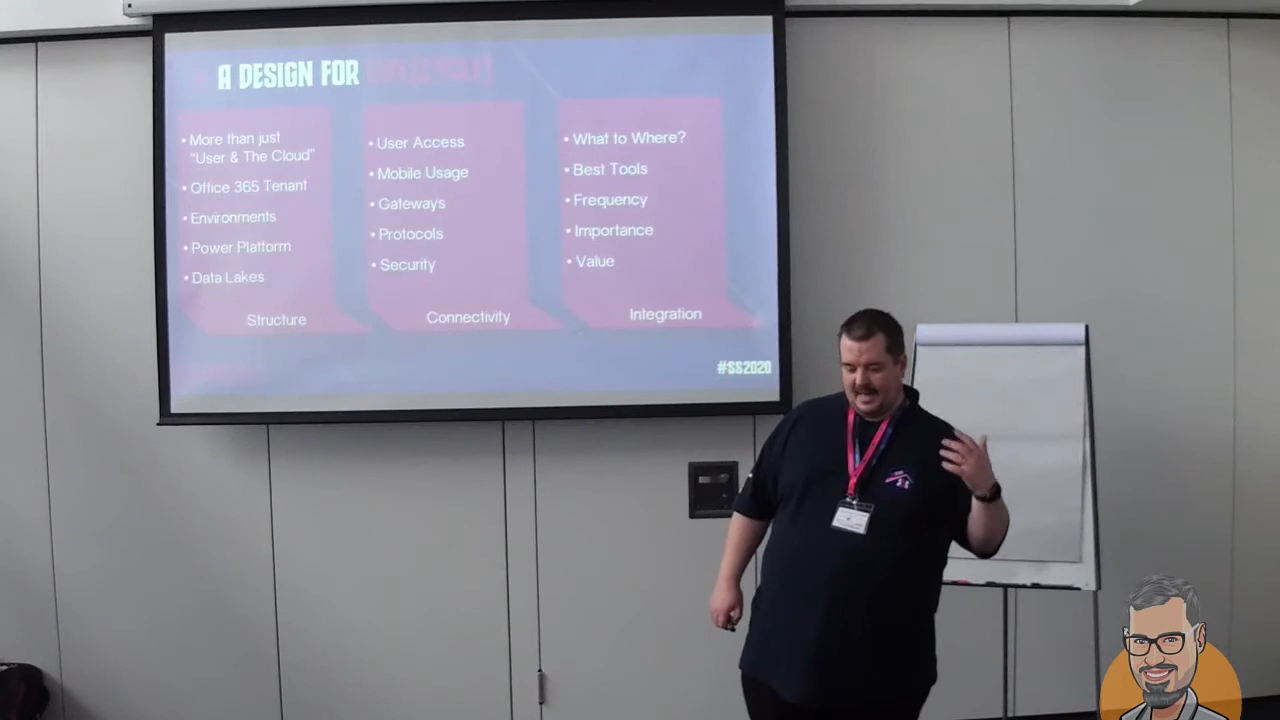 A DESIGN FOR
• More than just
"User & The Cloud"
• Office 365 Tenant
• Environments
• Power Platform
• Data Lakes
Structure
• User Access
• Mobile Usage
• Gateways
• Protocols
• Security
Connectivity
• What to Where?
• Best Tools
• Frequency
• Importance
• Value
Integration
#SS2020